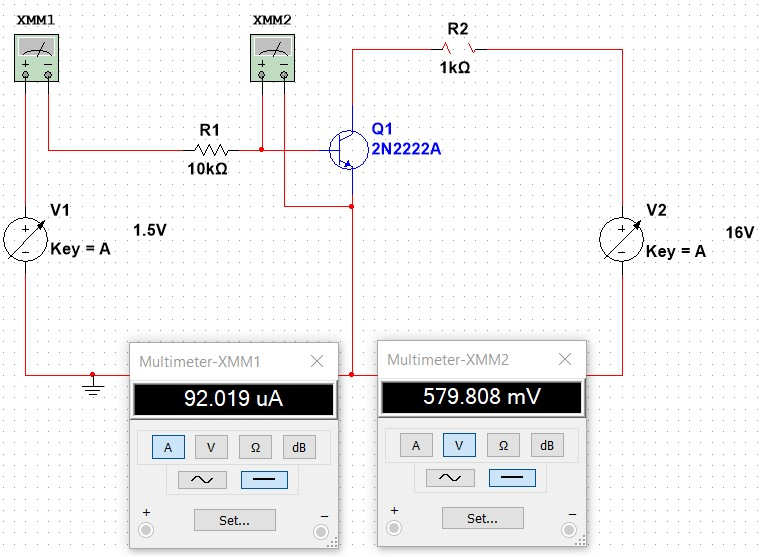 XMM1
XMM2
R2
1kΩ
R1
10kΩ
Q1
2N2222A
V1
Key = A
1.5V
V2
Key = A
16V
Multimeter-XMM1
92.019 uA
A V Ω dB
Set...
Multimeter-XMM2
579.808 mV
A V Ω dB
Set...